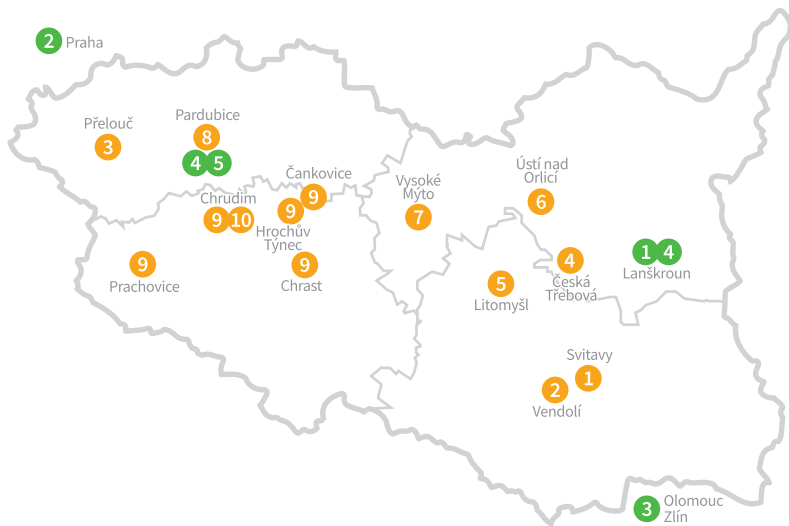 2 Praha
Pardubice
8
4 5
Přelouč
3
Čankovice
9
Chrudim
9 10
9
Hrochův
Týnec
Vysoké
Mýto
7
Ústí nad
Orlicí
6
9
Prachovice
9
Chrast
5
Litomyšl
4
Česká
Třebová
1 4
Lanškroun
Svitavy
1
2
Vendolí
3 Olomouc
Zlín